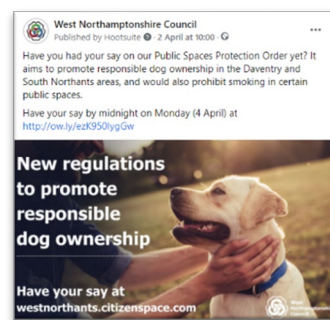 West Northamptonshire Council
Published by Hootsuite · 2 April at 10:00 ·
Have you had your say on our Public Spaces Protection Order yet? It
aims to promote responsible dog ownership in the Daventry and
South Northants areas, and would also prohibit smoking in certain
public spaces.
Have your say by midnight on Monday (4 April) at
http://ow.ly/ezK950IygGw
New regulations
to promote
responsible
dog ownership
Have your say at
westnorthants.citizenspace.com
West
Northamptonshire
Council